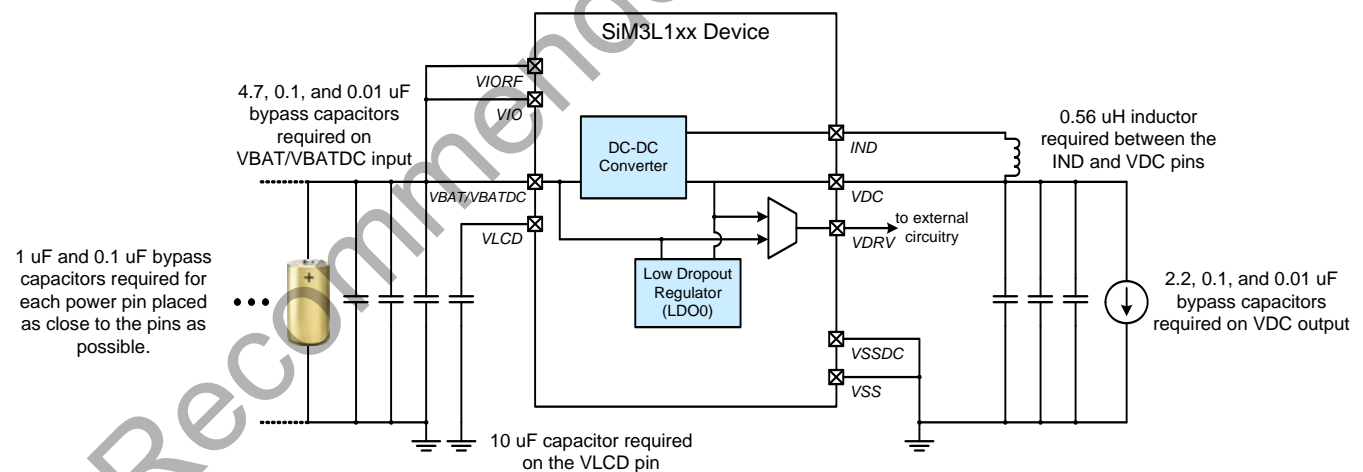 SiM3L1xx Device
VIORF
VIO
4.7, 0.1, and 0.01 uF
bypass capacitors
required on
VBAT/VBATDC input
DC-DC
Converter
IND
0.56 uH inductor
required between the
IND and VDC pins
VBAT/VBATDC
VDC
VLCD
VDRV
to external
circuitry
1 uF and 0.1 uF bypass
capacitors required for
each power pin placed
as close to the pins as
possible.
+
Low Dropout
Regulator
(LDO0)
2.2, 0.1, and 0.01 uF
bypass capacitors
required on VDC output
VSSDC
VSS
10 uF capacitor required
on the VLCD pin
Recommend